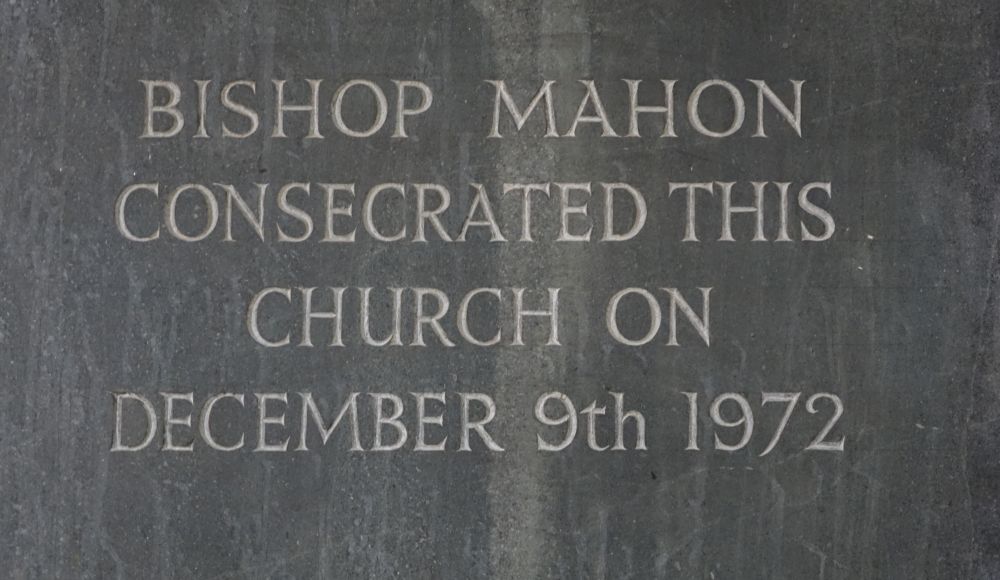 BISHOP MAHON
CONSECRATED THIS
CHURCH ON
DECEMBER 9th 1972